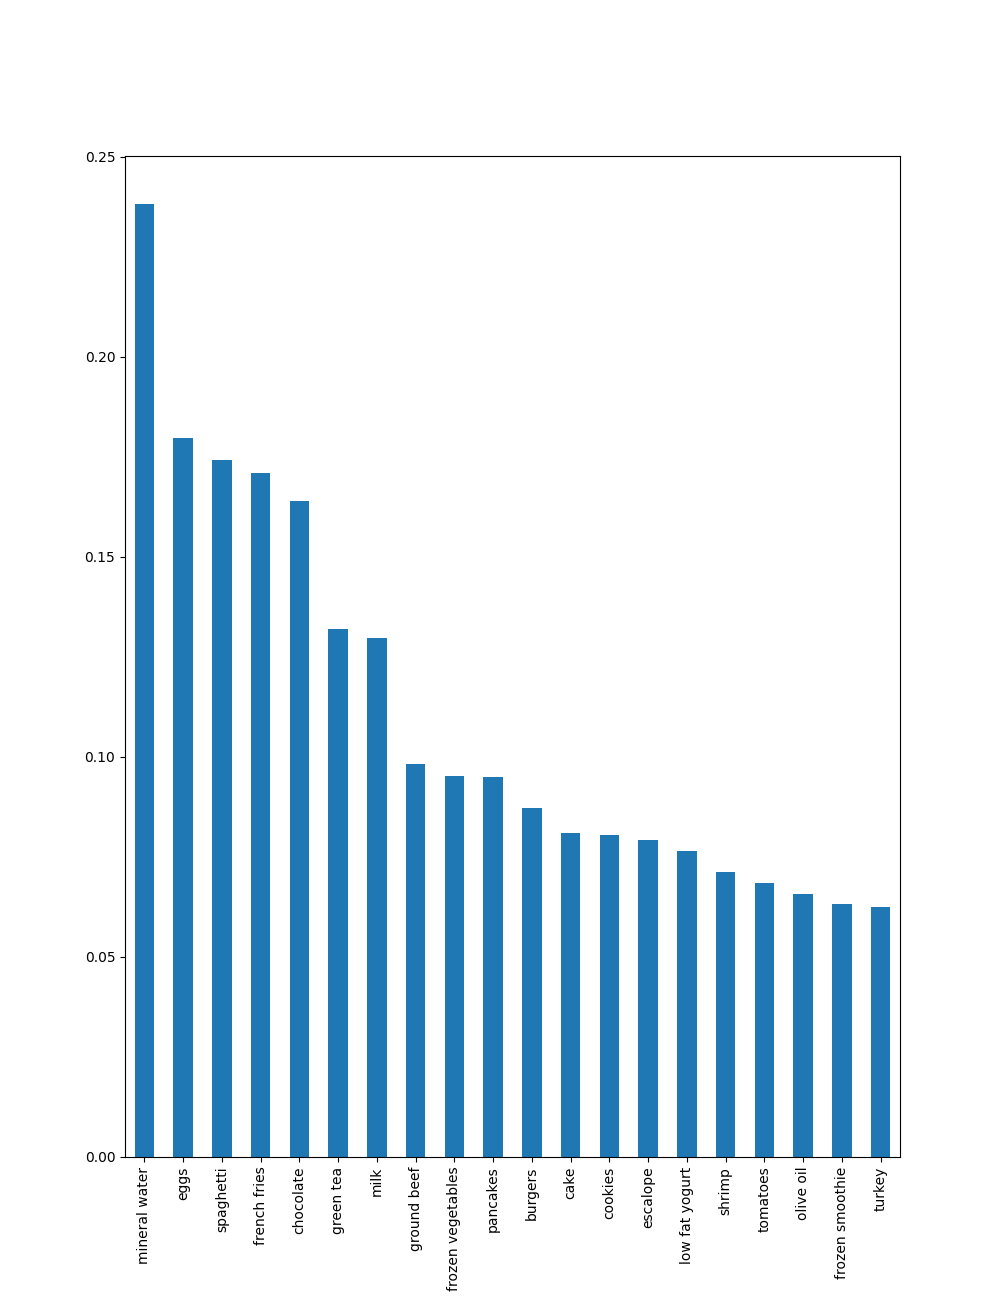 0.25
0.20
0.15
0.10
0.05
0.00
mineral water
eggs
spaghetti
french fries
chocolate
green tea
milk
ground beef
frozen vegetables
pancakes
burgers
cake
cookies
escalope
low fat yogurt
shrimp
tomatoes
olive oil
frozen smoothie
turkey